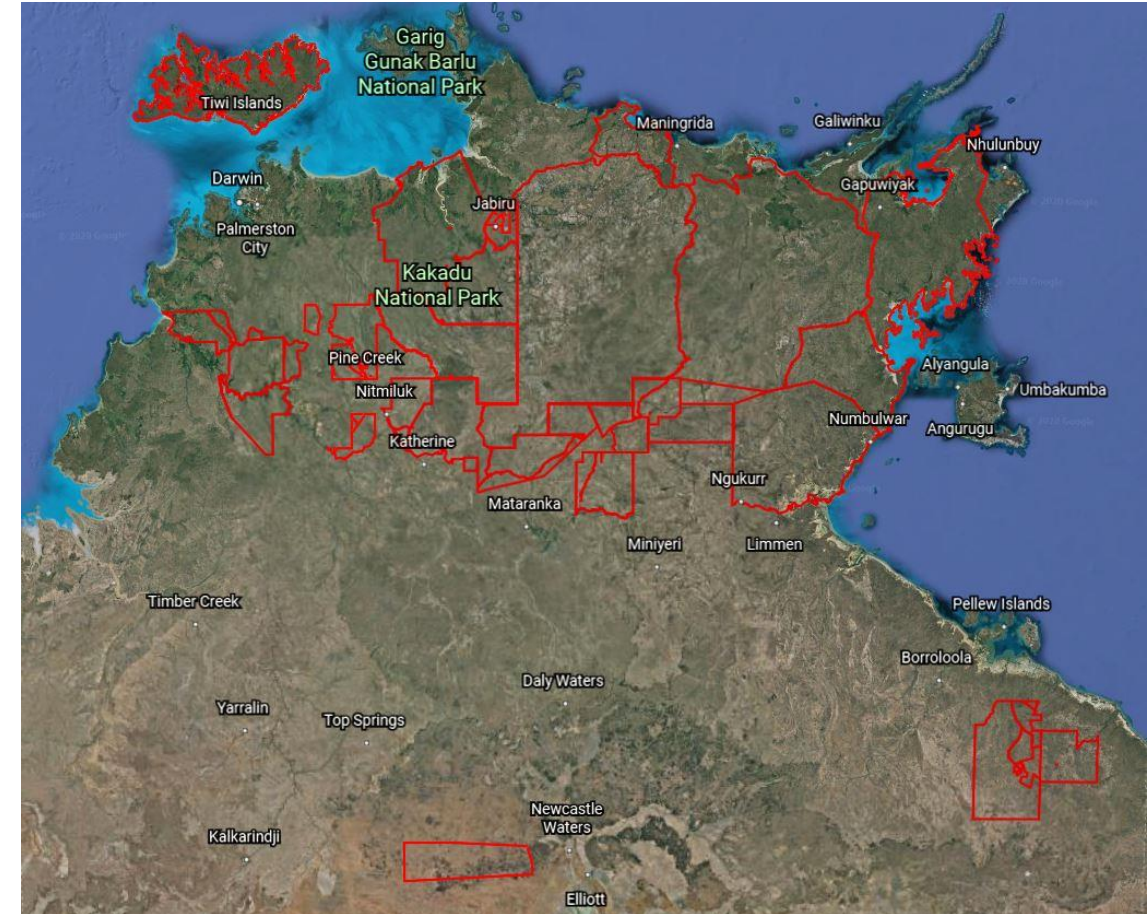 Garig
Gunak Barlu
National Park
Tiwi Islands
Maningrida
Galiwinku
Nhulunbuy
Darwin
Gapuwiyak
Jabiru
Palmerston
City
Kakadu
National Park
Pine Creek
Alyangula
Nitmiluk
Umbakumba
Numbulwar
Angurugu
Katherine
Ngukurr
Mataranka
Miniyeri
Limmen
Timber Creek
Pellew Islands
Borroloola
Daly Waters
Yarralin
Top Springs
Newcastle
Waters
Kalkarindji
Elliott